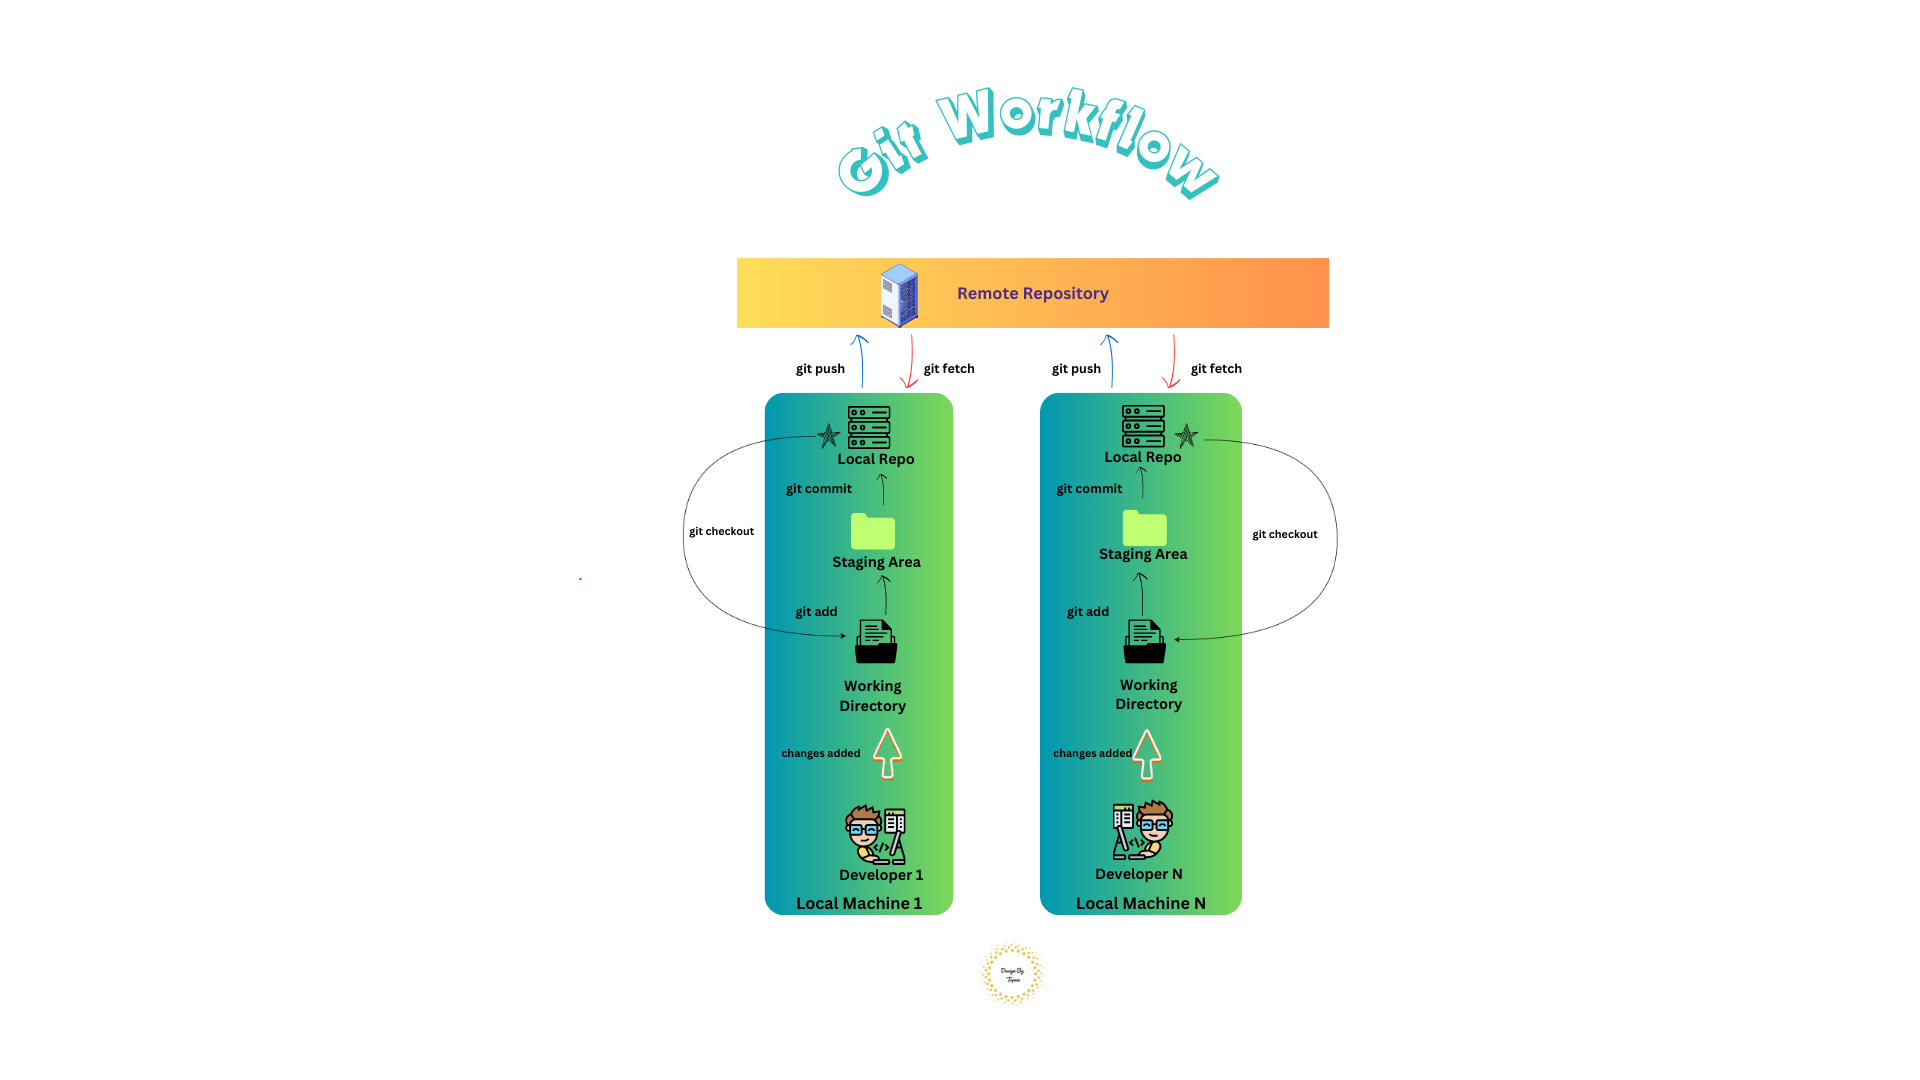 Git Workflow
Remote Repository
git push
git fetch
git push
git fetch
Local Repo
git commit
git checkout
Staging Area
git add
Working
Directory
changes added
Developer 1
Local Machine 1
Local Repo
git commit
git checkout
Staging Area
git add
Working
Directory
changes added
Developer N
Local Machine N
Design By